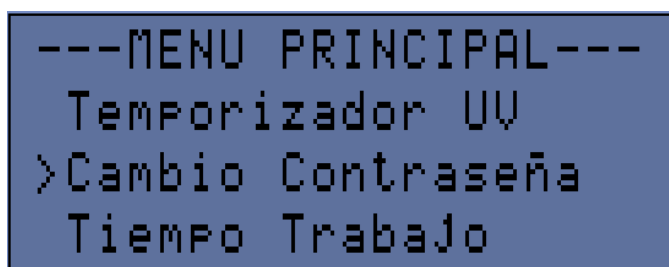 ---MENU PRINCIPAL---
Temporizador UV
>Cambio Contraseña
Tiempo Trabajo